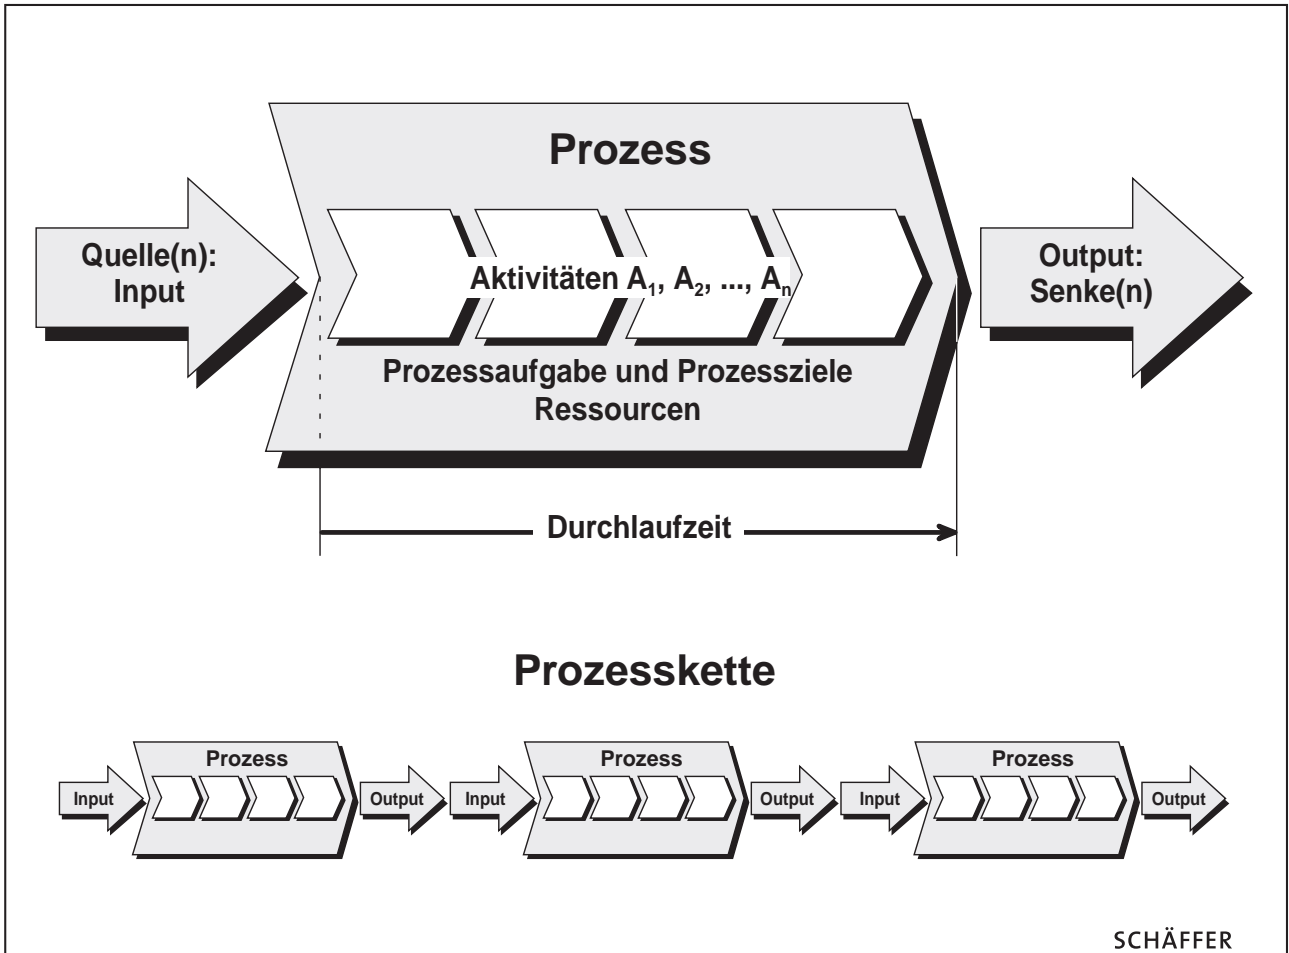 Prozess
Quelle(n):
Input
Aktivitäten A₁, A₂, ..., Aₙ
Output:
Senke(n)
Prozessaufgabe und Prozessziele
Ressourcen
Durchlaufzeit
Prozesskette
Prozess
Prozess
Prozess
Input
Output
Input
Output
Input
Output
SCHÄFFER